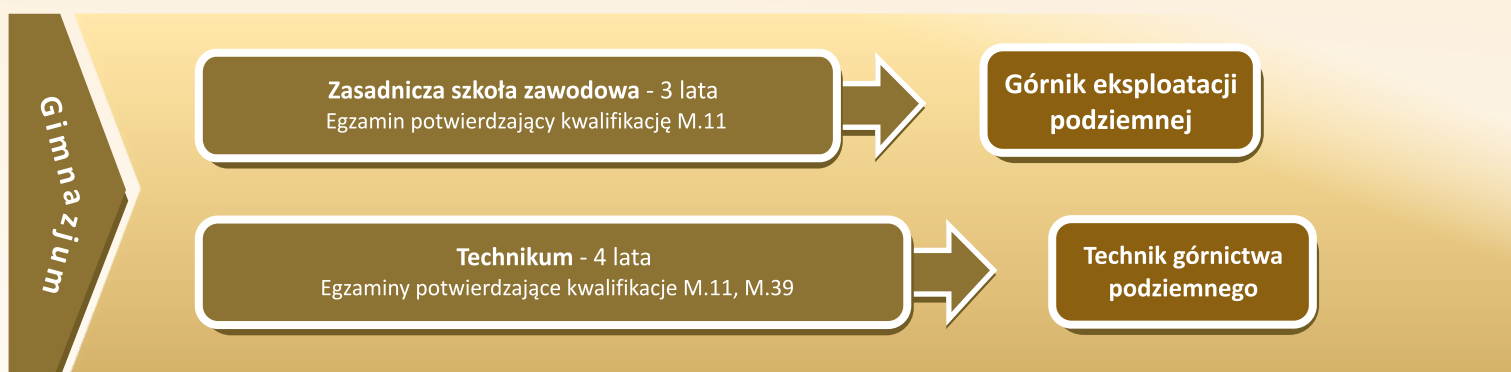 Gimnazjum
Zasadnicza szkoła zawodowa - 3 lata
Egzamin potwierdzający kwalifikację M.11
Górnik eksploatacji
podziemnej
Technikum - 4 lata
Egzaminy potwierdzające kwalifikacje M.11, M.39
Technik górnictwa
podziemnego